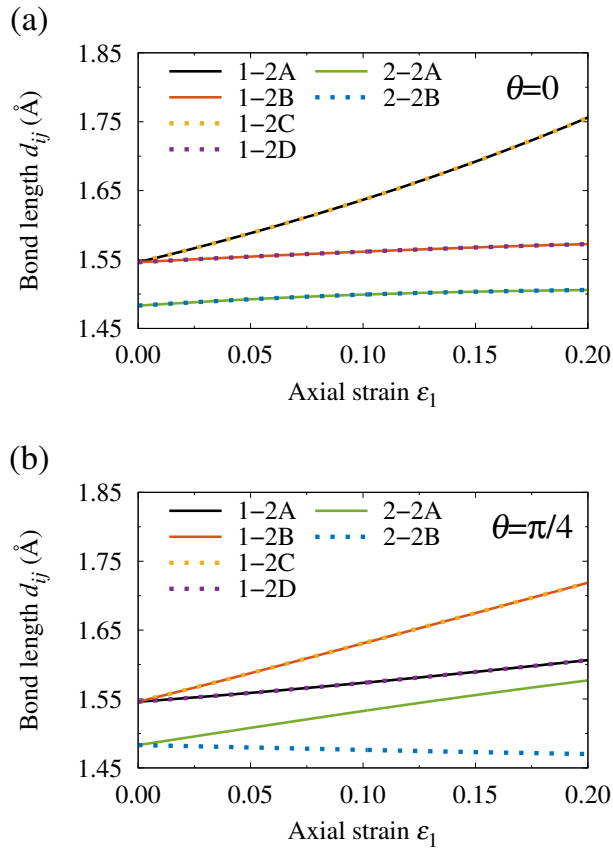 (a)
1.85
1.75
1.65
1.55
1.45
Bond length d_ij (Å)
1−2A
1−2B
1−2C
1−2D
2−2A
2−2B
θ=0
0.00 0.05 0.10 0.15 0.20
Axial strain ε₁
(b)
1.85
1.75
1.65
1.55
1.45
Bond length d_ij (Å)
1−2A
1−2B
1−2C
1−2D
2−2A
2−2B
θ=π/4
0.00 0.05 0.10 0.15 0.20
Axial strain ε₁